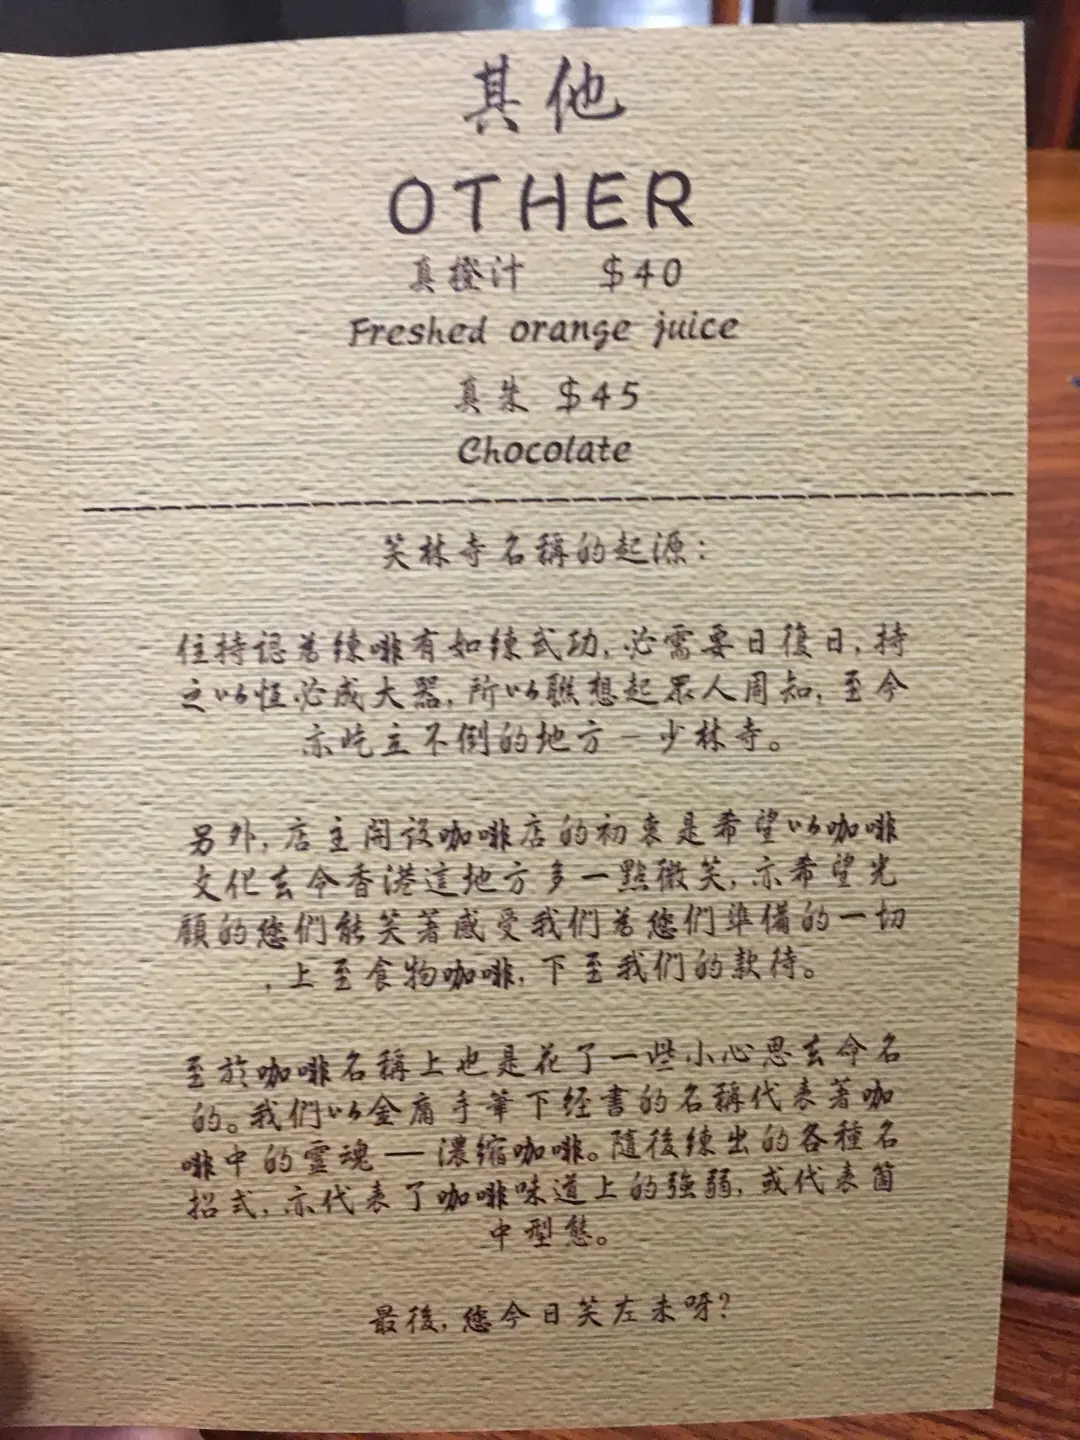 其他
OTHER
真橙汁 $40
Freshed orange juice
真朱 $45
Chocolate
笑林寺名稱的起源：
住持認為練啡有如練武功，必需要日復日，持
之以恒必成大器，所以聯想起眾人周知，至今
亦屹立不倒的地方－少林寺。
另外，店主開設咖啡店的初衷是希望以咖啡
文化去令香港這地方多一點微笑，亦希望光
顧的您們能笑著感受我們為您們準備的一切
，上至食物咖啡，下至我們的款待。
至於咖啡名稱上也是花了一些小心思去命名
的。我們以金庸手筆下經書的名稱代表著咖
啡中的靈魂——濃縮咖啡。隨後練出的各種名
招式，亦代表了咖啡味道上的強弱，或代表箇
中型態。
最後，您今日笑左未呀？